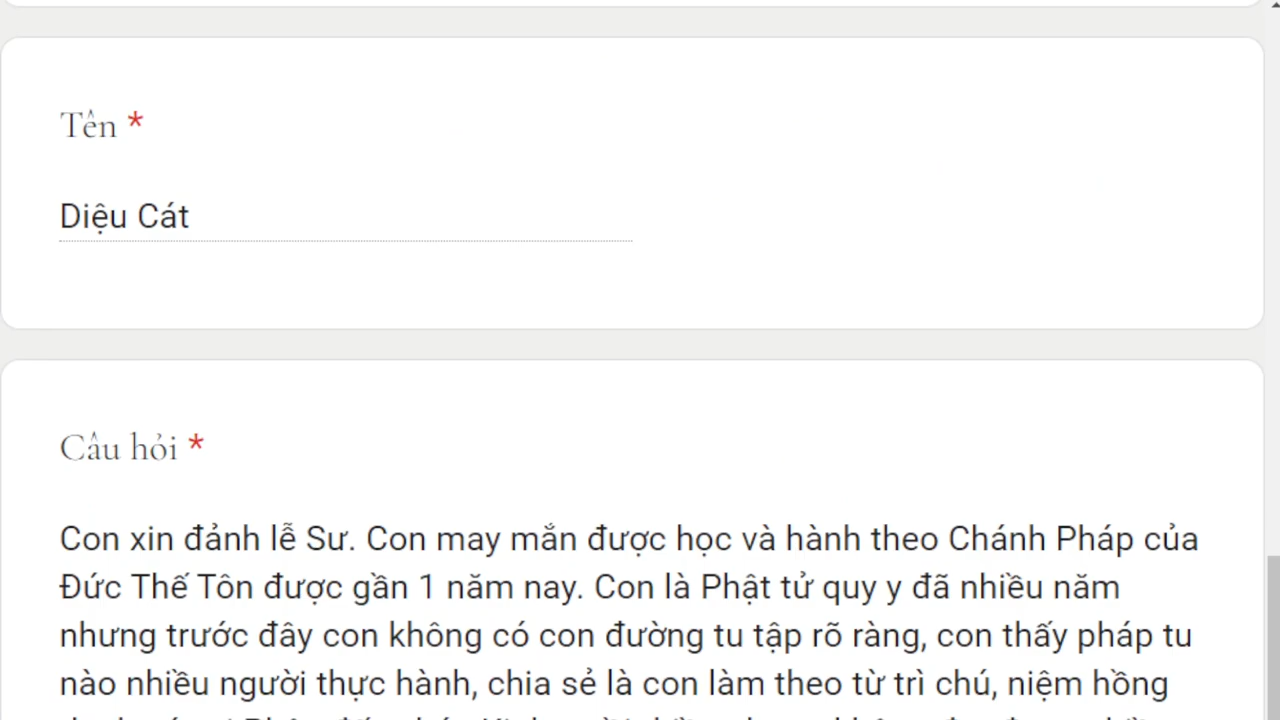 Tên *
Diệu Cát
Câu hỏi *
Con xin đảnh lễ Sư. Con may mắn được học và hành theo Chánh Pháp của
Đức Thế Tôn được gần 1 năm nay. Con là Phật tử quy y đã nhiều năm
nhưng trước đây con không có con đường tu tập rõ ràng, con thấy pháp tu
nào nhiều người thực hành, chia sẻ là con làm theo từ trì chú, niệm hồng